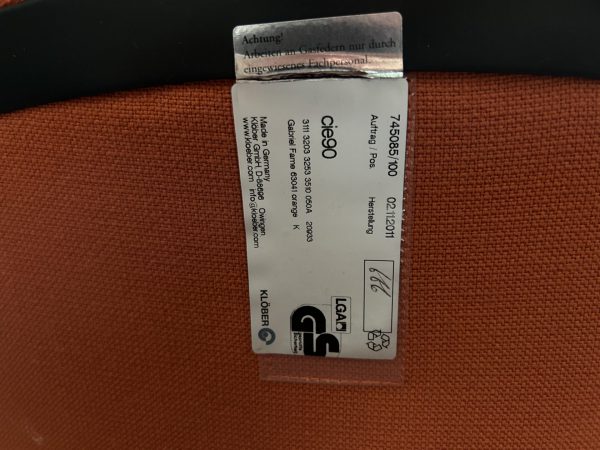 Achtung!
Arbeiten an Gasfedern nur durch
eingewiesenes Fachpersonal.
745085/100 02.11.2011
Auftrag / Pos. Herstellung
cie90
3111 3203 3253 3510 050A 20933
Gabriel Fame 63041 orange K
Made in Germany
Klöber GmbH, D-88696 Owingen
www.kloeber.com info@kloeber.com
KLÖBER
LGA
GS